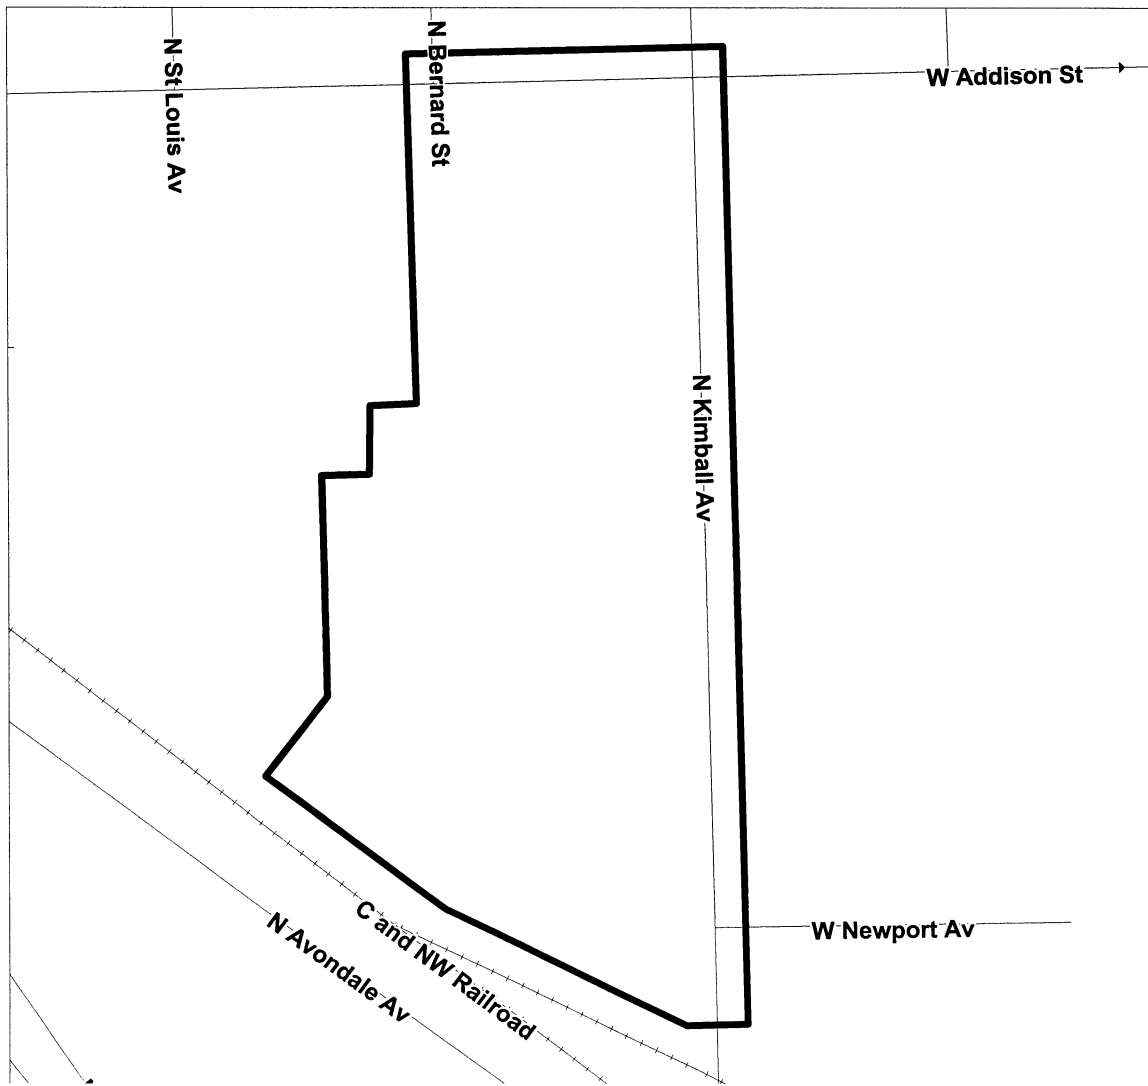 N St Louis Av
N Bernard St
W Addison St
N Kimball Av
W Newport Av
C and NW Railroad
N Avondale Av